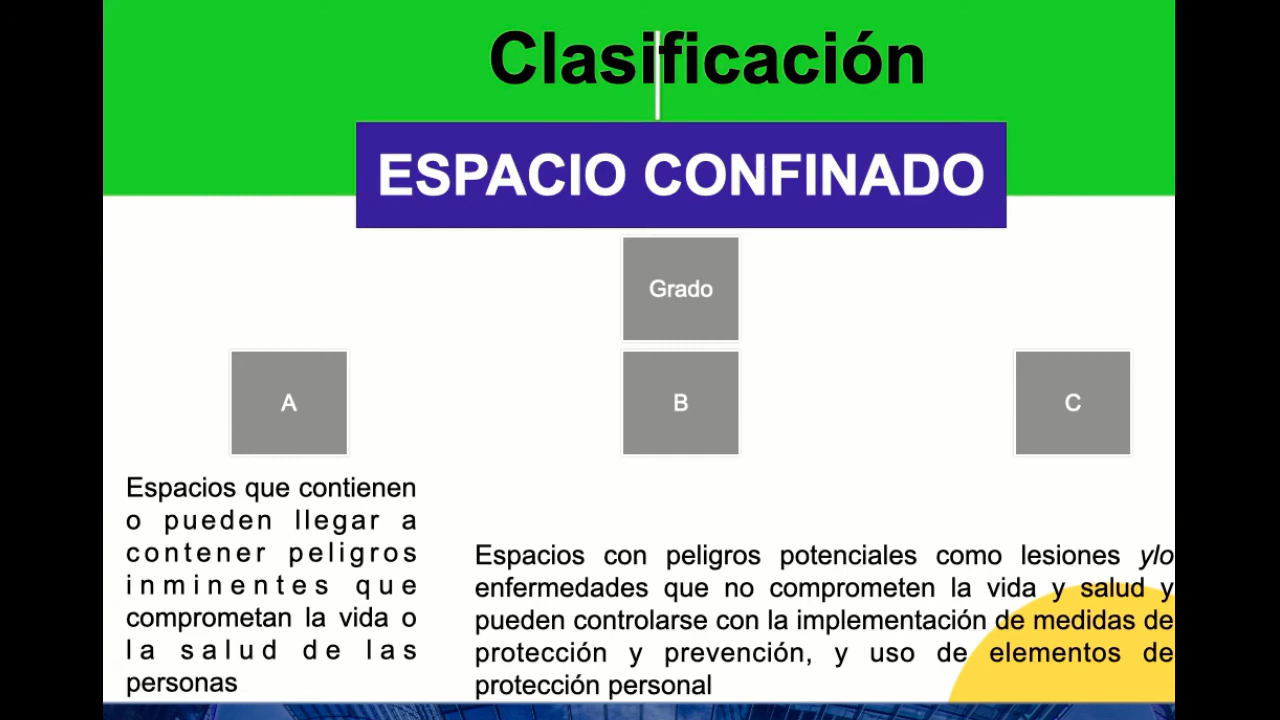 Clasificación
ESPACIO CONFINADO
Grado
A
B
C
Espacios que contienen
o pueden llegar a
contener peligros
inminentes que
comprometan la vida o
la salud de las
personas
Espacios con peligros potenciales como lesiones ylo
enfermedades que no comprometen la vida y salud y
pueden controlarse con la implementación de medidas de
protección y prevención, y uso de elementos de
protección personal